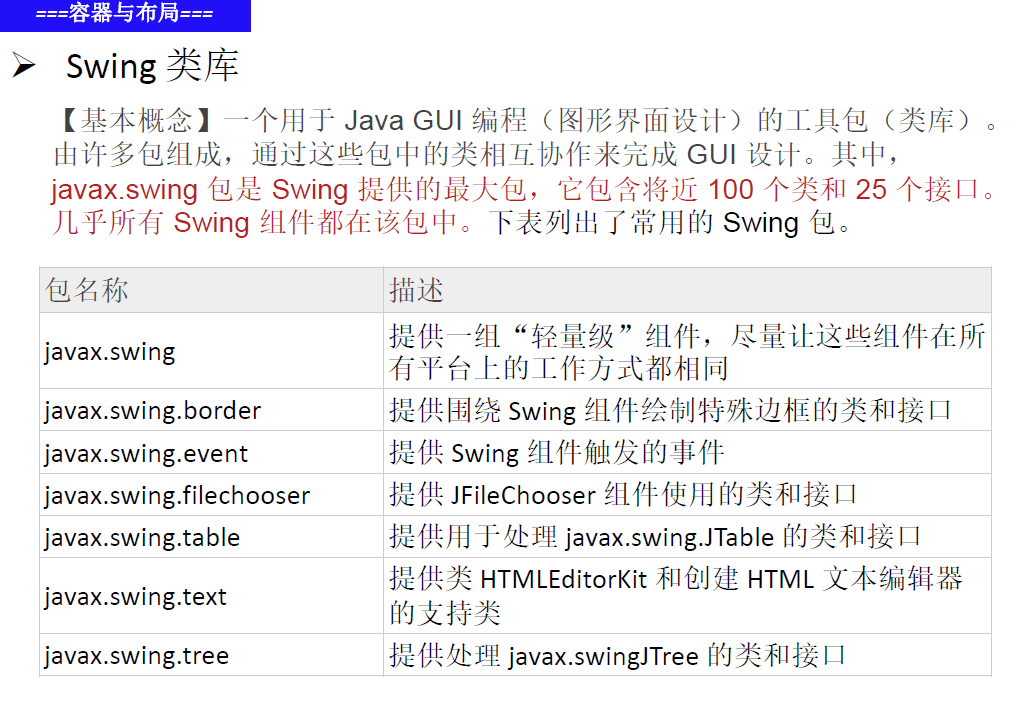 ===容器与布局===
➢ Swing 类库
【基本概念】一个用于 Java GUI 编程（图形界面设计）的工具包（类库）。
由许多包组成，通过这些包中的类相互协作来完成 GUI 设计。其中，
javax.swing 包是 Swing 提供的最大包，它包含将近 100 个类和 25 个接口。
几乎所有 Swing 组件都在该包中。下表列出了常用的 Swing 包。
包名称 描述
javax.swing 提供一组“轻量级”组件，尽量让这些组件在所
有平台上的工作方式都相同
javax.swing.border 提供围绕 Swing 组件绘制特殊边框的类和接口
javax.swing.event 提供 Swing 组件触发的事件
javax.swing.filechooser 提供 JFileChooser 组件使用的类和接口
javax.swing.table 提供用于处理 javax.swing.JTable 的类和接口
javax.swing.text 提供类 HTMLEditorKit 和创建 HTML 文本编辑器
的支持类
javax.swing.tree 提供处理 javax.swingJTree 的类和接口